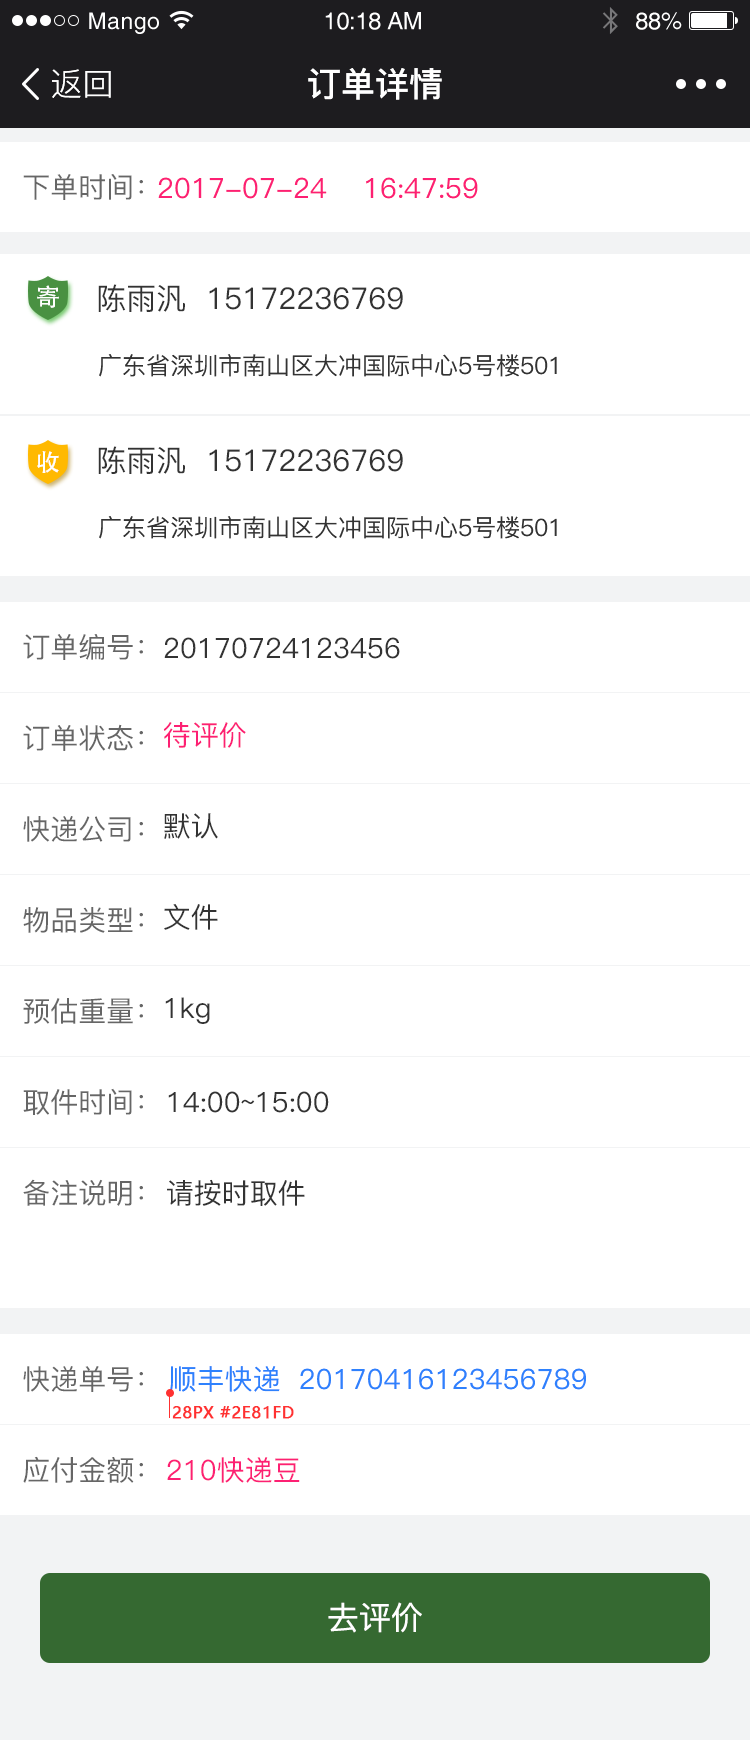 Mango 10:18 AM 88%
返回 订单详情
下单时间：2017-07-24 16:47:59
寄 陈雨汎 15172236769
广东省深圳市南山区大冲国际中心5号楼501
收 陈雨汎 15172236769
广东省深圳市南山区大冲国际中心5号楼501
订单编号：20170724123456
订单状态：待评价
快递公司：默认
物品类型：文件
预估重量：1kg
取件时间：14:00~15:00
备注说明：请按时取件
快递单号：顺丰快递 20170416123456789
28PX #2E81FD
应付金额：210快递豆
去评价